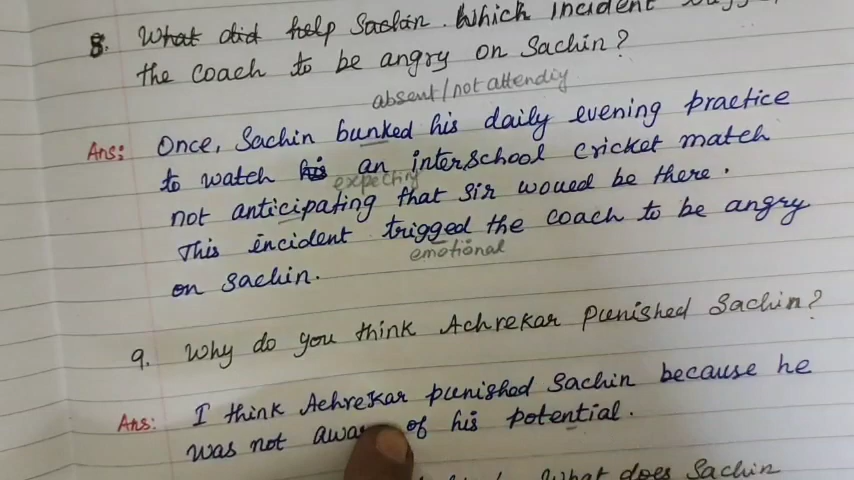 8. What did help Sachin. Which incident
the coach to be angry on Sachin?
absent/not attendiy
Ans: Once, Sachin bunked his daily evening practice
to watch his an interschool cricket match
expecting
not anticipating that sir woued be there.
This incident trigged the coach to be angry
emotional
on sachin.
9. Why do you think Achrekar punished Sachin?
Ans: I think Achrekar punished Sachin because he
was not of his potential.
What does Sachin